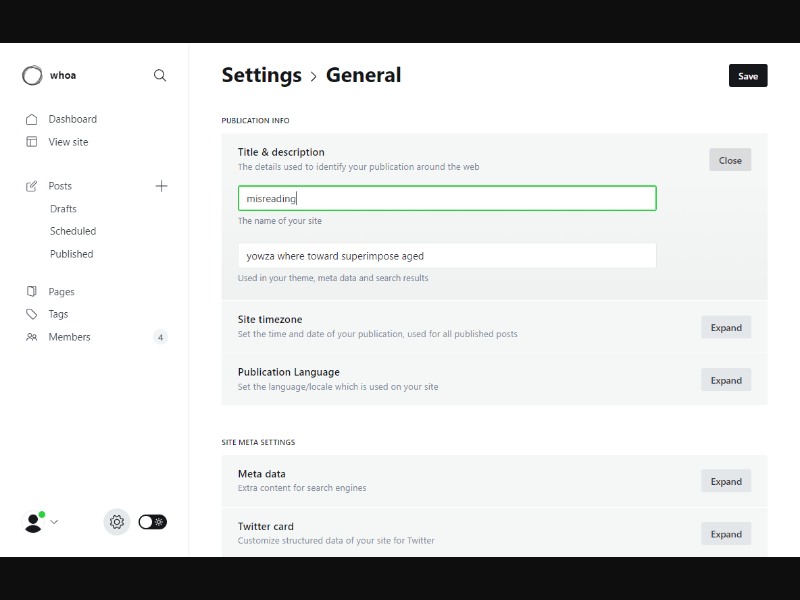 whoa
Dashboard
View site
Posts
Drafts
Scheduled
Published
Pages
Tags
Members
4
Settings
General
Save
PUBLICATION INFO
Title & description
The details used to identify your publication around the web
Close
misreading
The name of your site
yowza where toward superimpose aged
Used in your theme, meta data and search results
Site timezone
Set the time and date of your publication, used for all published posts
Expand
Publication Language
Set the language/locale which is used on your site
Expand
SITE META SETTINGS
Meta data
Extra content for search engines
Expand
Twitter card
Customize structured data of your site for Twitter
Expand